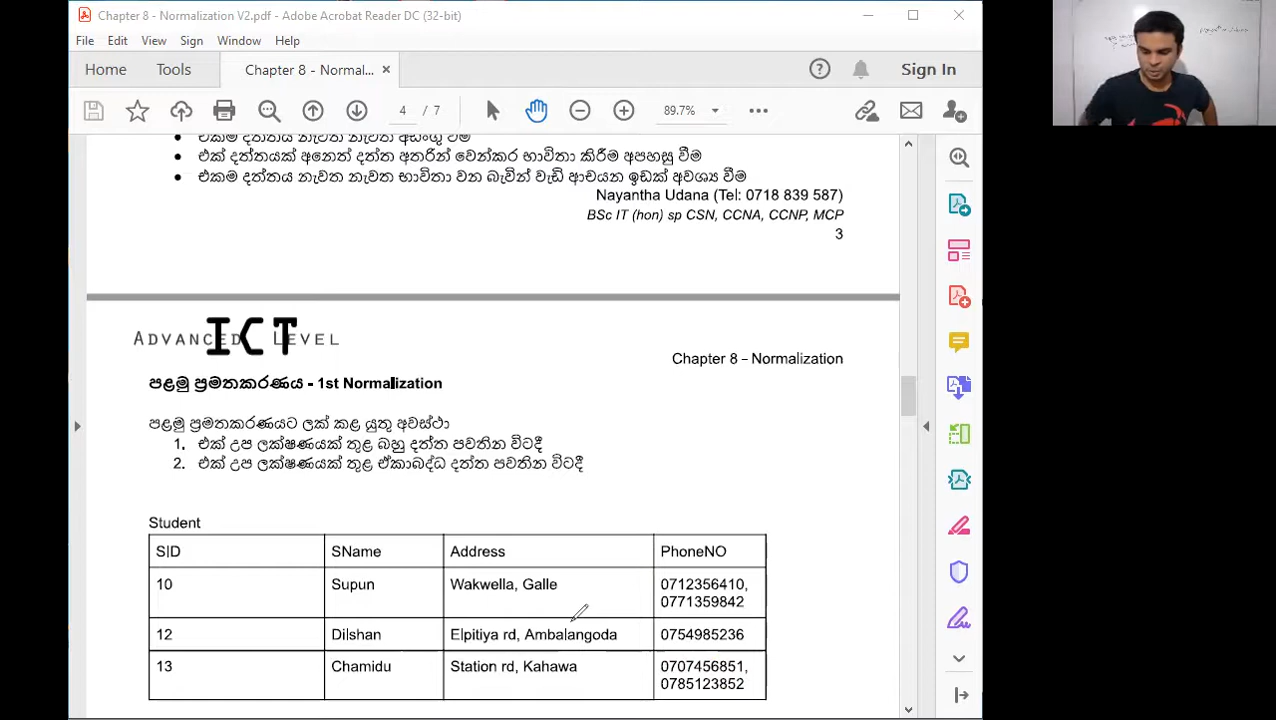 Chapter 8 - Normalization V2.pdf - Adobe Acrobat Reader DC (32-bit)
File Edit View Sign Window Help
Home Tools Chapter 8 - Normal... × Sign In
4 / 7 89.7%
එකම දත්තය නැවත නැවත අඩංගු වීම
• එක් දත්තයක් අනෙත් දත්ත අතරින් වෙන්කර භාවිතා කිරීම අපහසු වීම
• එකම දත්තය නැවත නැවත භාවිතා වන බැවින් වැඩි ආචයන ඉඩක් අවශ්‍ය වීම
Nayantha Udana (Tel: 0718 839 587)
BSc IT (hon) sp CSN, CCNA, CCNP, MCP
3
ADVANCED LEVEL
ICT
Chapter 8 – Normalization
පළමු ප්‍රමතකරණය - 1st Normalization
පළමු ප්‍රමතකරණයට ලක් කළ යුතු අවස්ථා
1. එක් උප ලක්ෂණයක් තුළ බහු දත්ත පවතින විටදී
2. එක් උප ලක්ෂණයක් තුළ ඒකාබද්ධ දත්ත පවතින විටදී
Student
SID SName Address PhoneNO
10 Supun Wakwella, Galle 0712356410,
0771359842
12 Dilshan Elpitiya rd, Ambalangoda 0754985236
13 Chamidu Station rd, Kahawa 0707456851,
0785123852